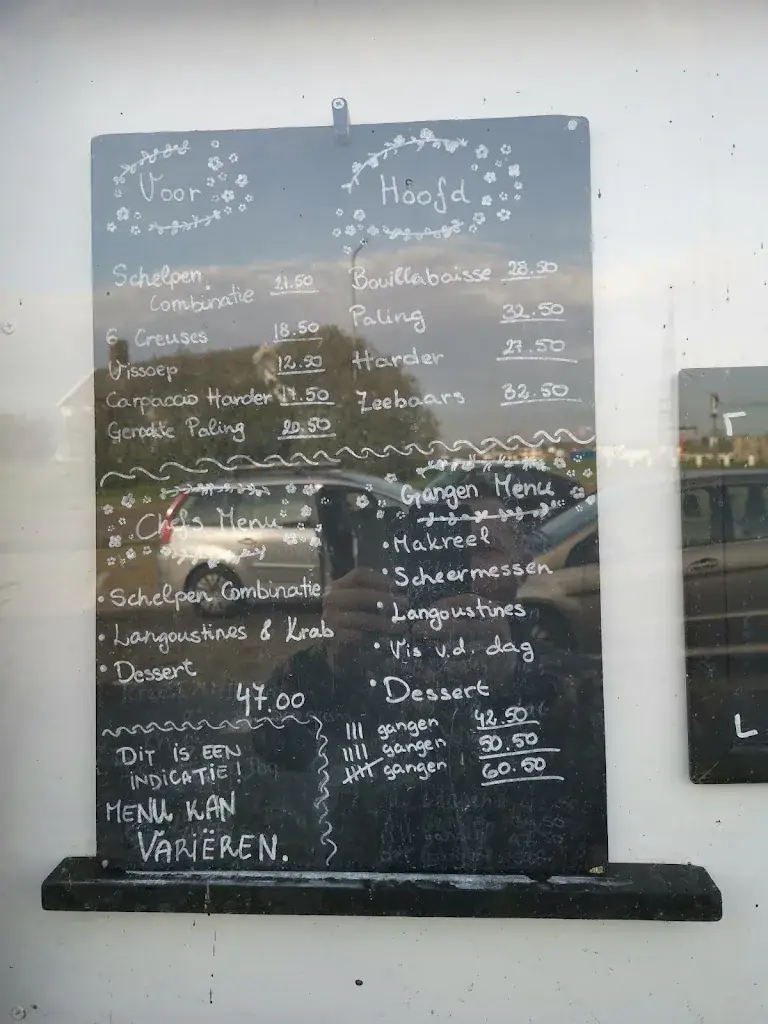 Voor
Schelpen
Combinatie 21.50
6 Creuses 18.50
Vissoep 12.50
Carpaccio Harder 17.50
Gerookte Paling 20.50
Hoofd
Bouillabaisse 28.50
Paling 32.50
Harder 27.50
Zeebaars 32.50
Chefs Menu
• Schelpen Combinatie
• Langoustines & Krab
• Dessert
47.00
Gangen Menu
• Makreel
• Scheermessen
• Langoustines
• Vis v.d. dag
• Dessert
III gangen 42.50
IIII gangen 50.50
IIIII gangen 60.50
DIT IS EEN
INDICATIE!
MENU KAN
VARIËREN.
L